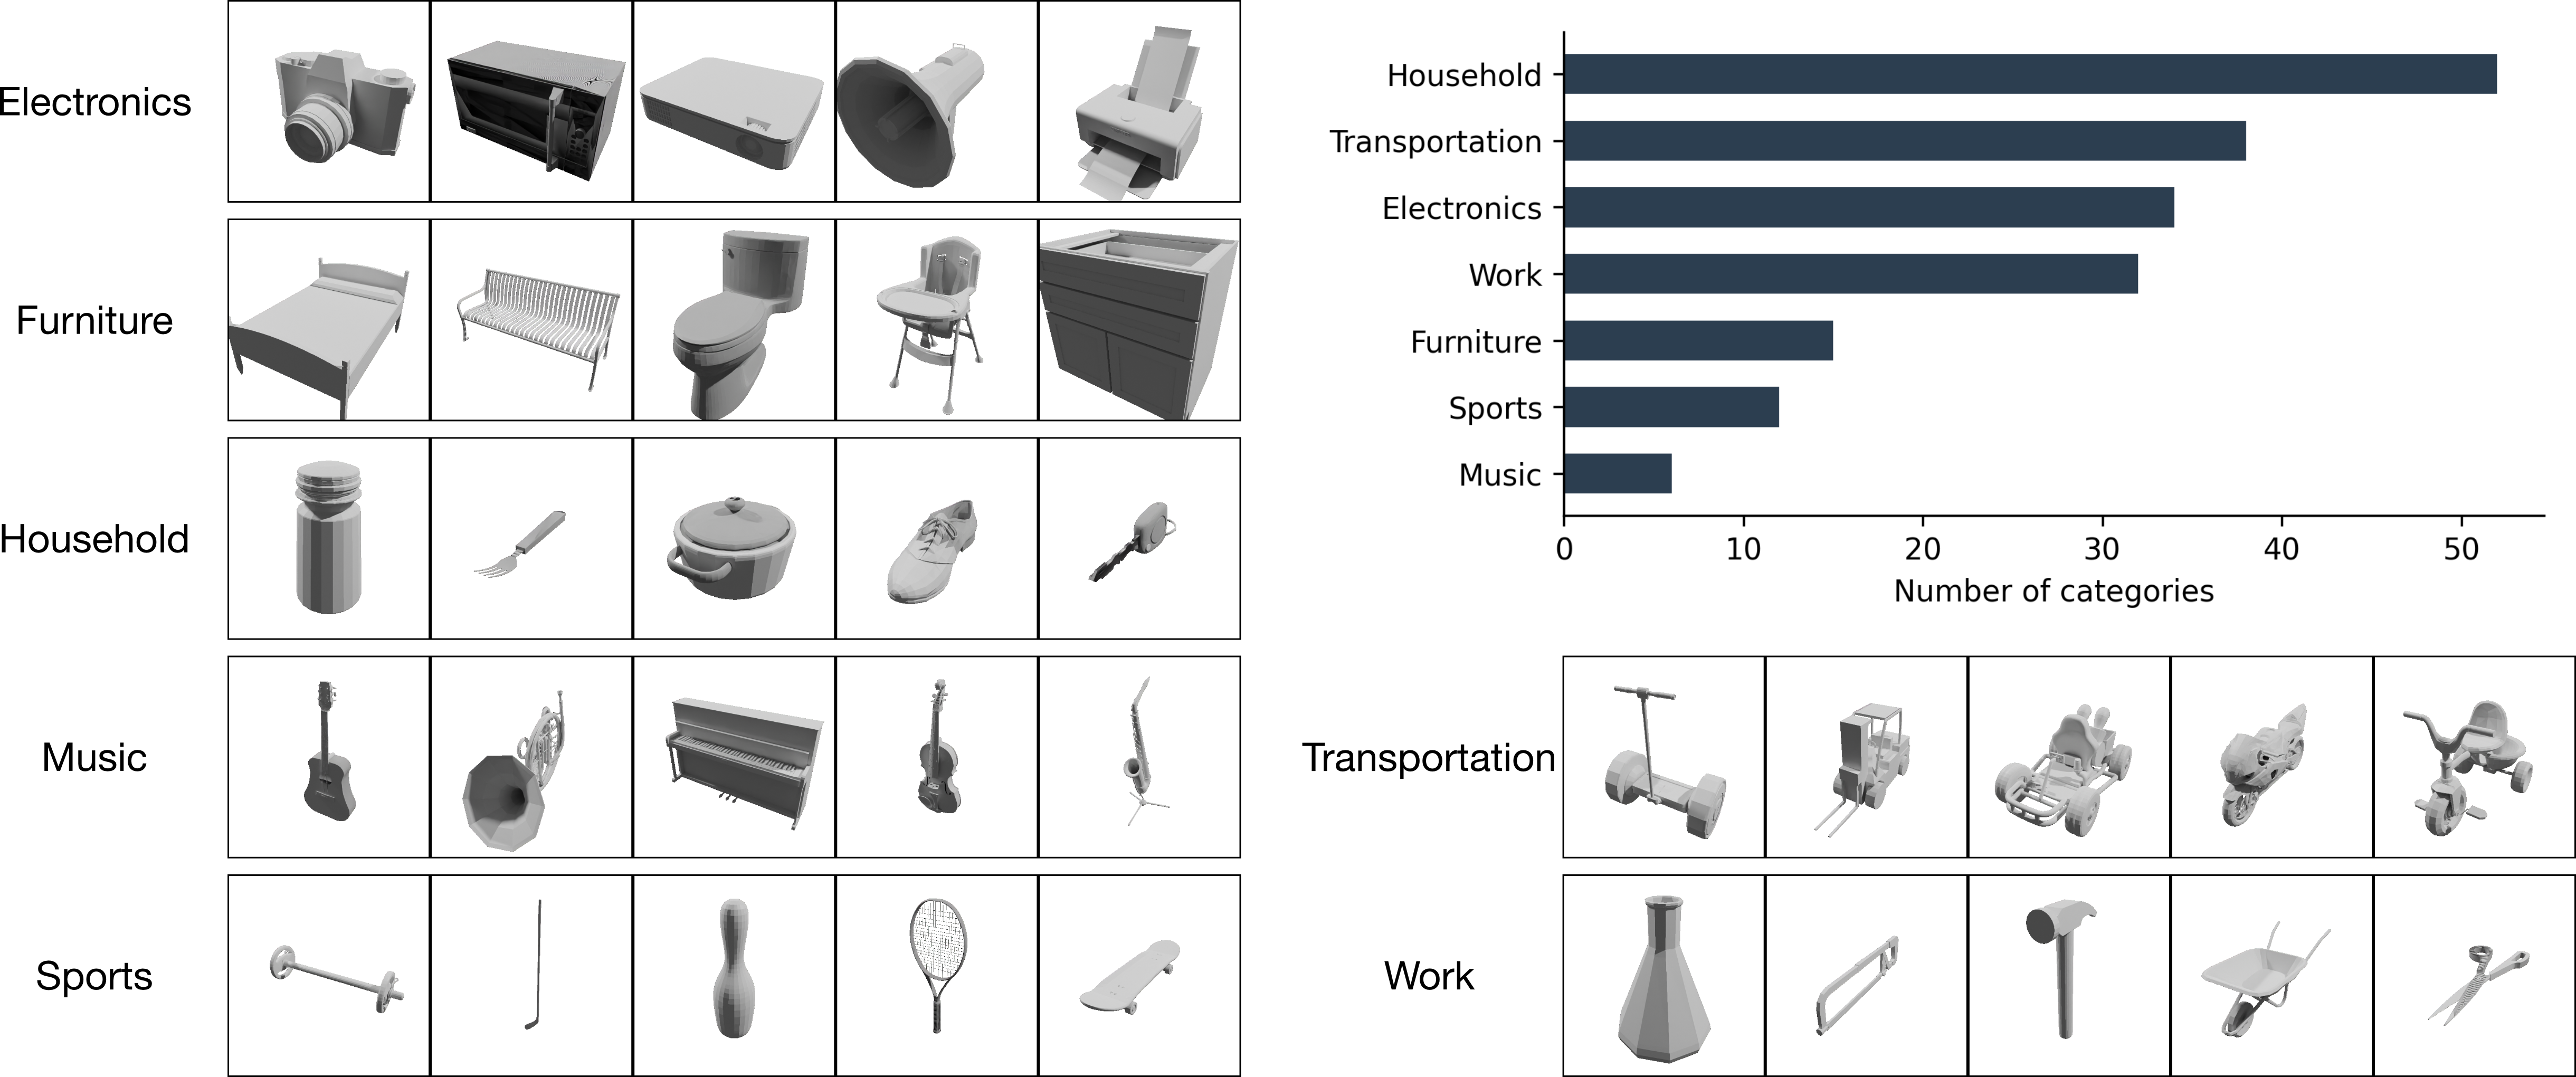 Electronics
Furniture
Household
Music
Sports
Household
Transportation
Electronics
Work
Furniture
Sports
Music
0 10 20 30 40 50
Number of categories
Transportation
Work